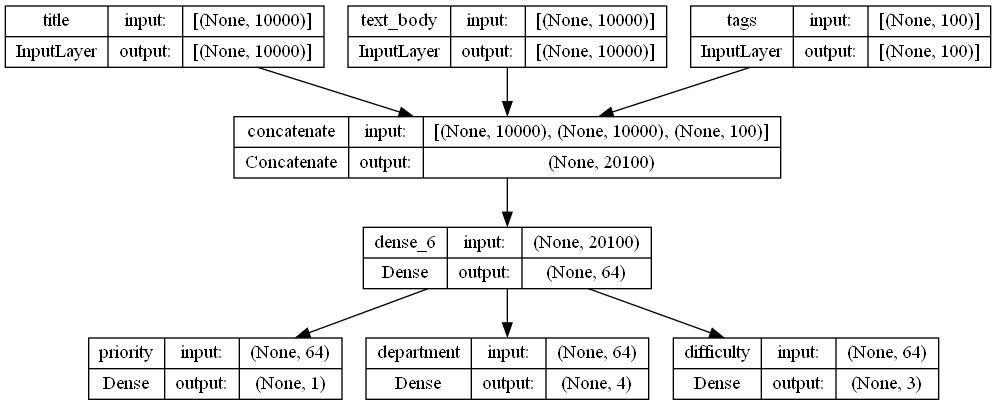 title input: [(None, 10000)] text_body input: [(None, 10000)] tags input: [(None, 100)]
InputLayer output: [(None, 10000)] InputLayer output: [(None, 10000)] InputLayer output: [(None, 100)]
concatenate input: [(None, 10000), (None, 10000), (None, 100)]
Concatenate output: (None, 20100)
dense_6 input: (None, 20100)
Dense output: (None, 64)
priority input: (None, 64) department input: (None, 64) difficulty input: (None, 64)
Dense output: (None, 1) Dense output: (None, 4) Dense output: (None, 3)